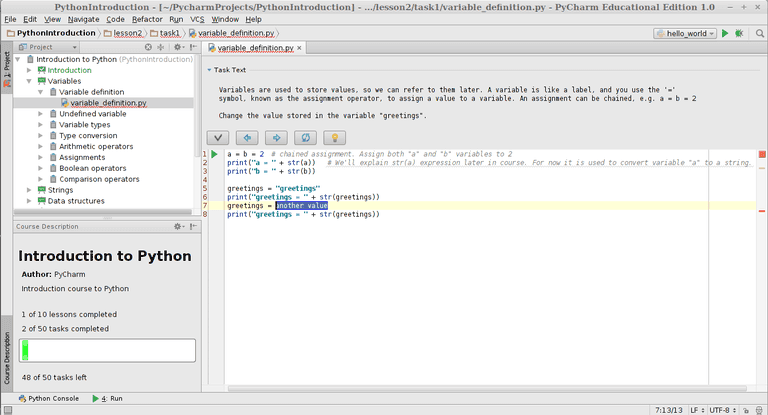 PythonIntroduction - [~/PycharmProjects/PythonIntroduction] - .../lesson2/task1/variable_definition.py - PyCharm Educational Edition 1.0
File Edit View Navigate Code Refactor Run VCS Window Help
PythonIntroduction lesson2 task1 variable_definition.py hello_world
1: Project
Project
Introduction to Python (PythonIntroduction)
Introduction
Variables
Variable definition
variable_definition.py
Undefined variable
Variable types
Type conversion
Arithmetic operators
Assignments
Boolean operators
Comparison operators
Strings
Data structures
Course Description
Course Description
Introduction to Python
Author: PyCharm
Introduction course to Python
1 of 10 lessons completed
2 of 50 tasks completed
48 of 50 tasks left
variable_definition.py
Task Text
Variables are used to store values, so we can refer to them later. A variable is like a label, and you use the '='
symbol, known as the assignment operator, to assign a value to a variable. An assignment can be chained, e.g. a = b = 2
Change the value stored in the variable "greetings".
1 a = b = 2 # chained assignment. Assign both "a" and "b" variables to 2
2 print("a = " + str(a)) # We'll explain str(a) expression later in course. For now it is used to convert variable "a" to a string.
3 print("b = " + str(b))
4
5 greetings = "greetings"
6 print("greetings = " + str(greetings))
7 greetings = another value
8 print("greetings = " + str(greetings))
Python Console 4: Run
7:13/13 LF UTF-8